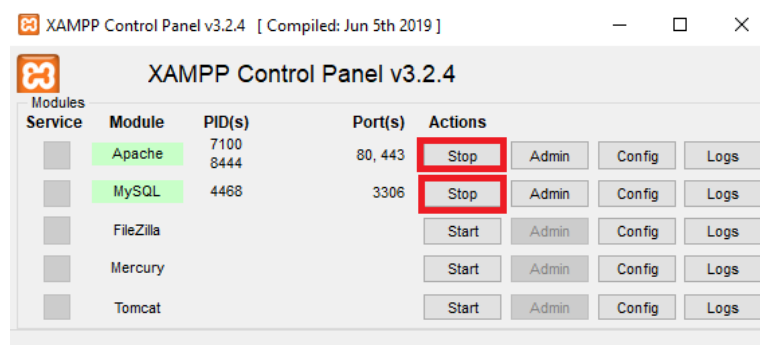 XAMPP Control Panel v3.2.4 [ Compiled: Jun 5th 2019 ]
XAMPP Control Panel v3.2.4
Modules
Service Module PID(s) Port(s) Actions
Apache 7100 8444 80, 443 Stop Admin Config Logs
MySQL 4468 3306 Stop Admin Config Logs
FileZilla Start Admin Config Logs
Mercury Start Admin Config Logs
Tomcat Start Admin Config Logs